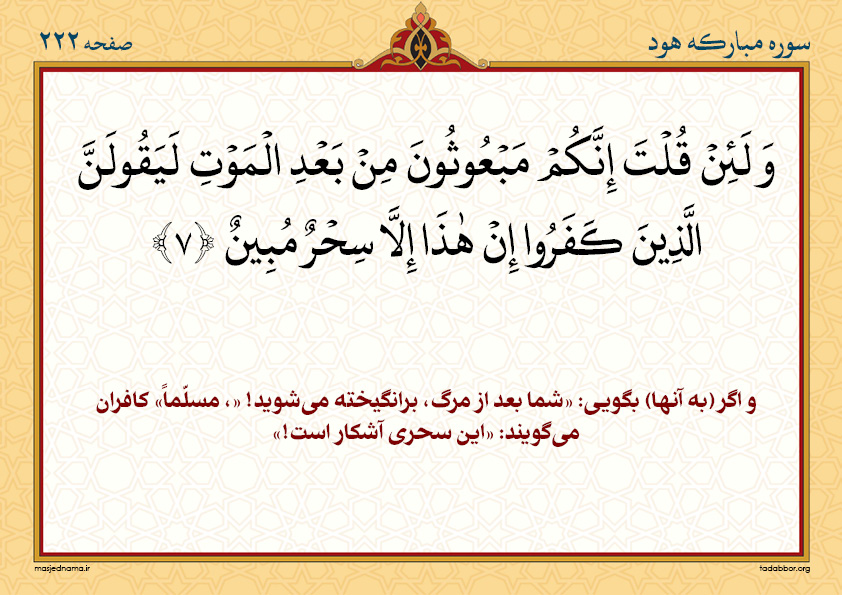 سوره مبارکه هود
صفحه ۲۲۲
وَ لَئِنْ قُلْتَ إِنَّكُمْ مَبْعُوثُونَ مِنْ بَعْدِ الْمَوْتِ لَيَقُولَنَّ
الَّذِينَ كَفَرُوا إِنْ هٰذَا إِلَّا سِحْرٌ مُبِينٌ ﴿۷﴾
و اگر (به آنها) بگویی: «شما بعد از مرگ، برانگیخته می‌شوید! «، مسلّماً» کافران
می‌گویند: «این سحری آشکار است!»
masjednama.ir
tadabbor.org